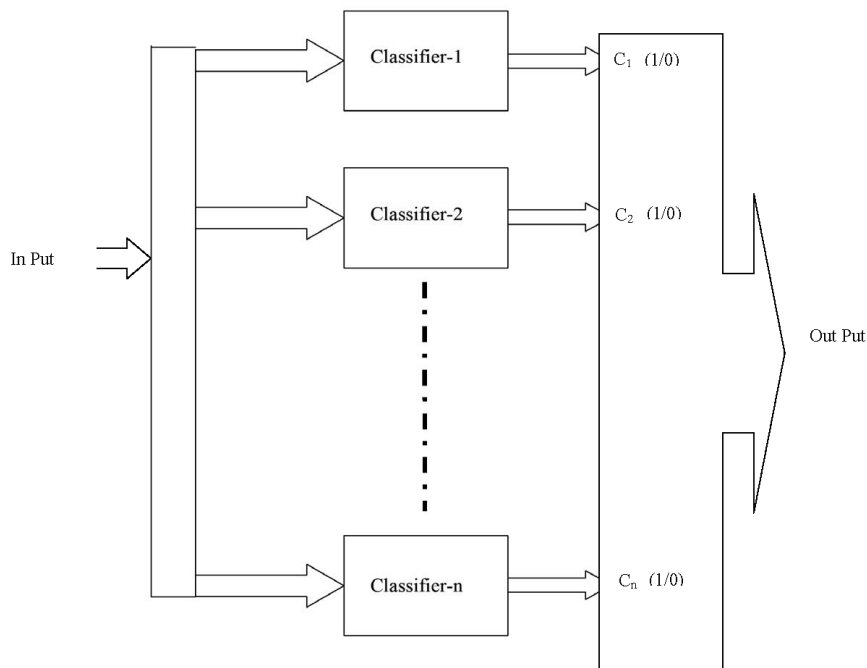 Classifier-1
C₁ (1/0)
Classifier-2
C₂ (1/0)
In Put
Out Put
Classifier-n
Cₙ (1/0)